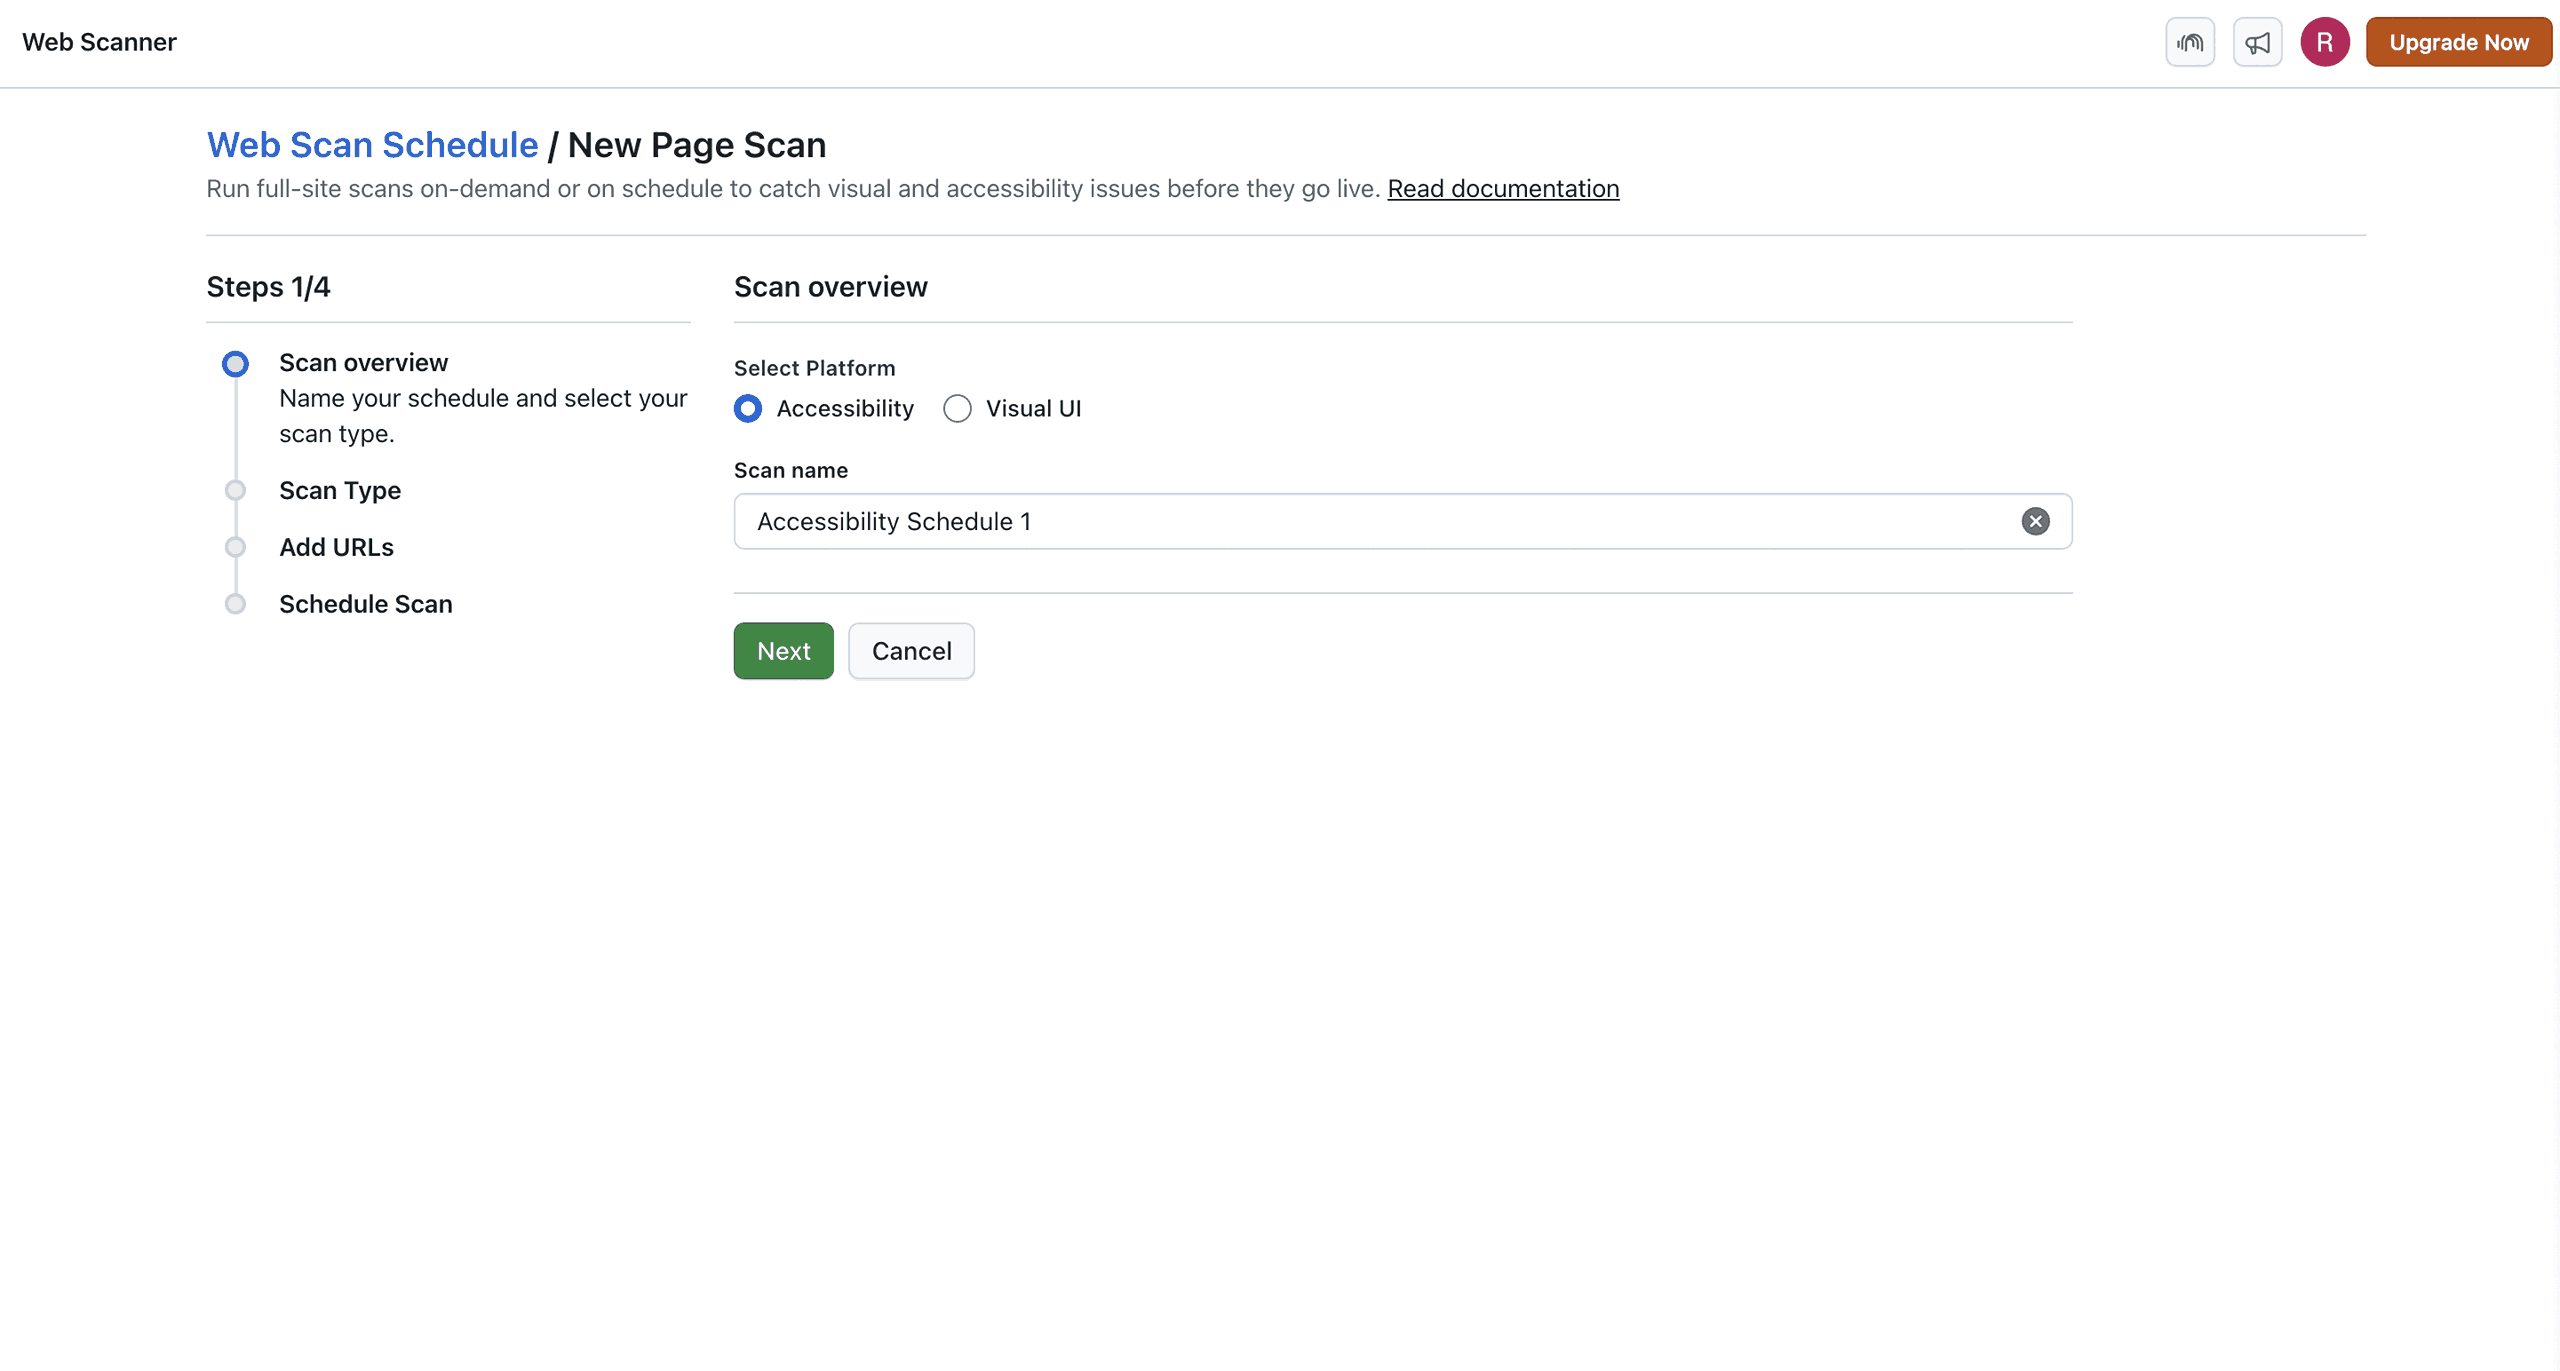 Web Scanner
R
Upgrade Now
Web Scan Schedule / New Page Scan
Run full-site scans on-demand or on schedule to catch visual and accessibility issues before they go live. Read documentation
Steps 1/4
Scan overview
Name your schedule and select your
scan type.
Scan Type
Add URLs
Schedule Scan
Scan overview
Select Platform
Accessibility
Visual UI
Scan name
Accessibility Schedule 1
Next
Cancel